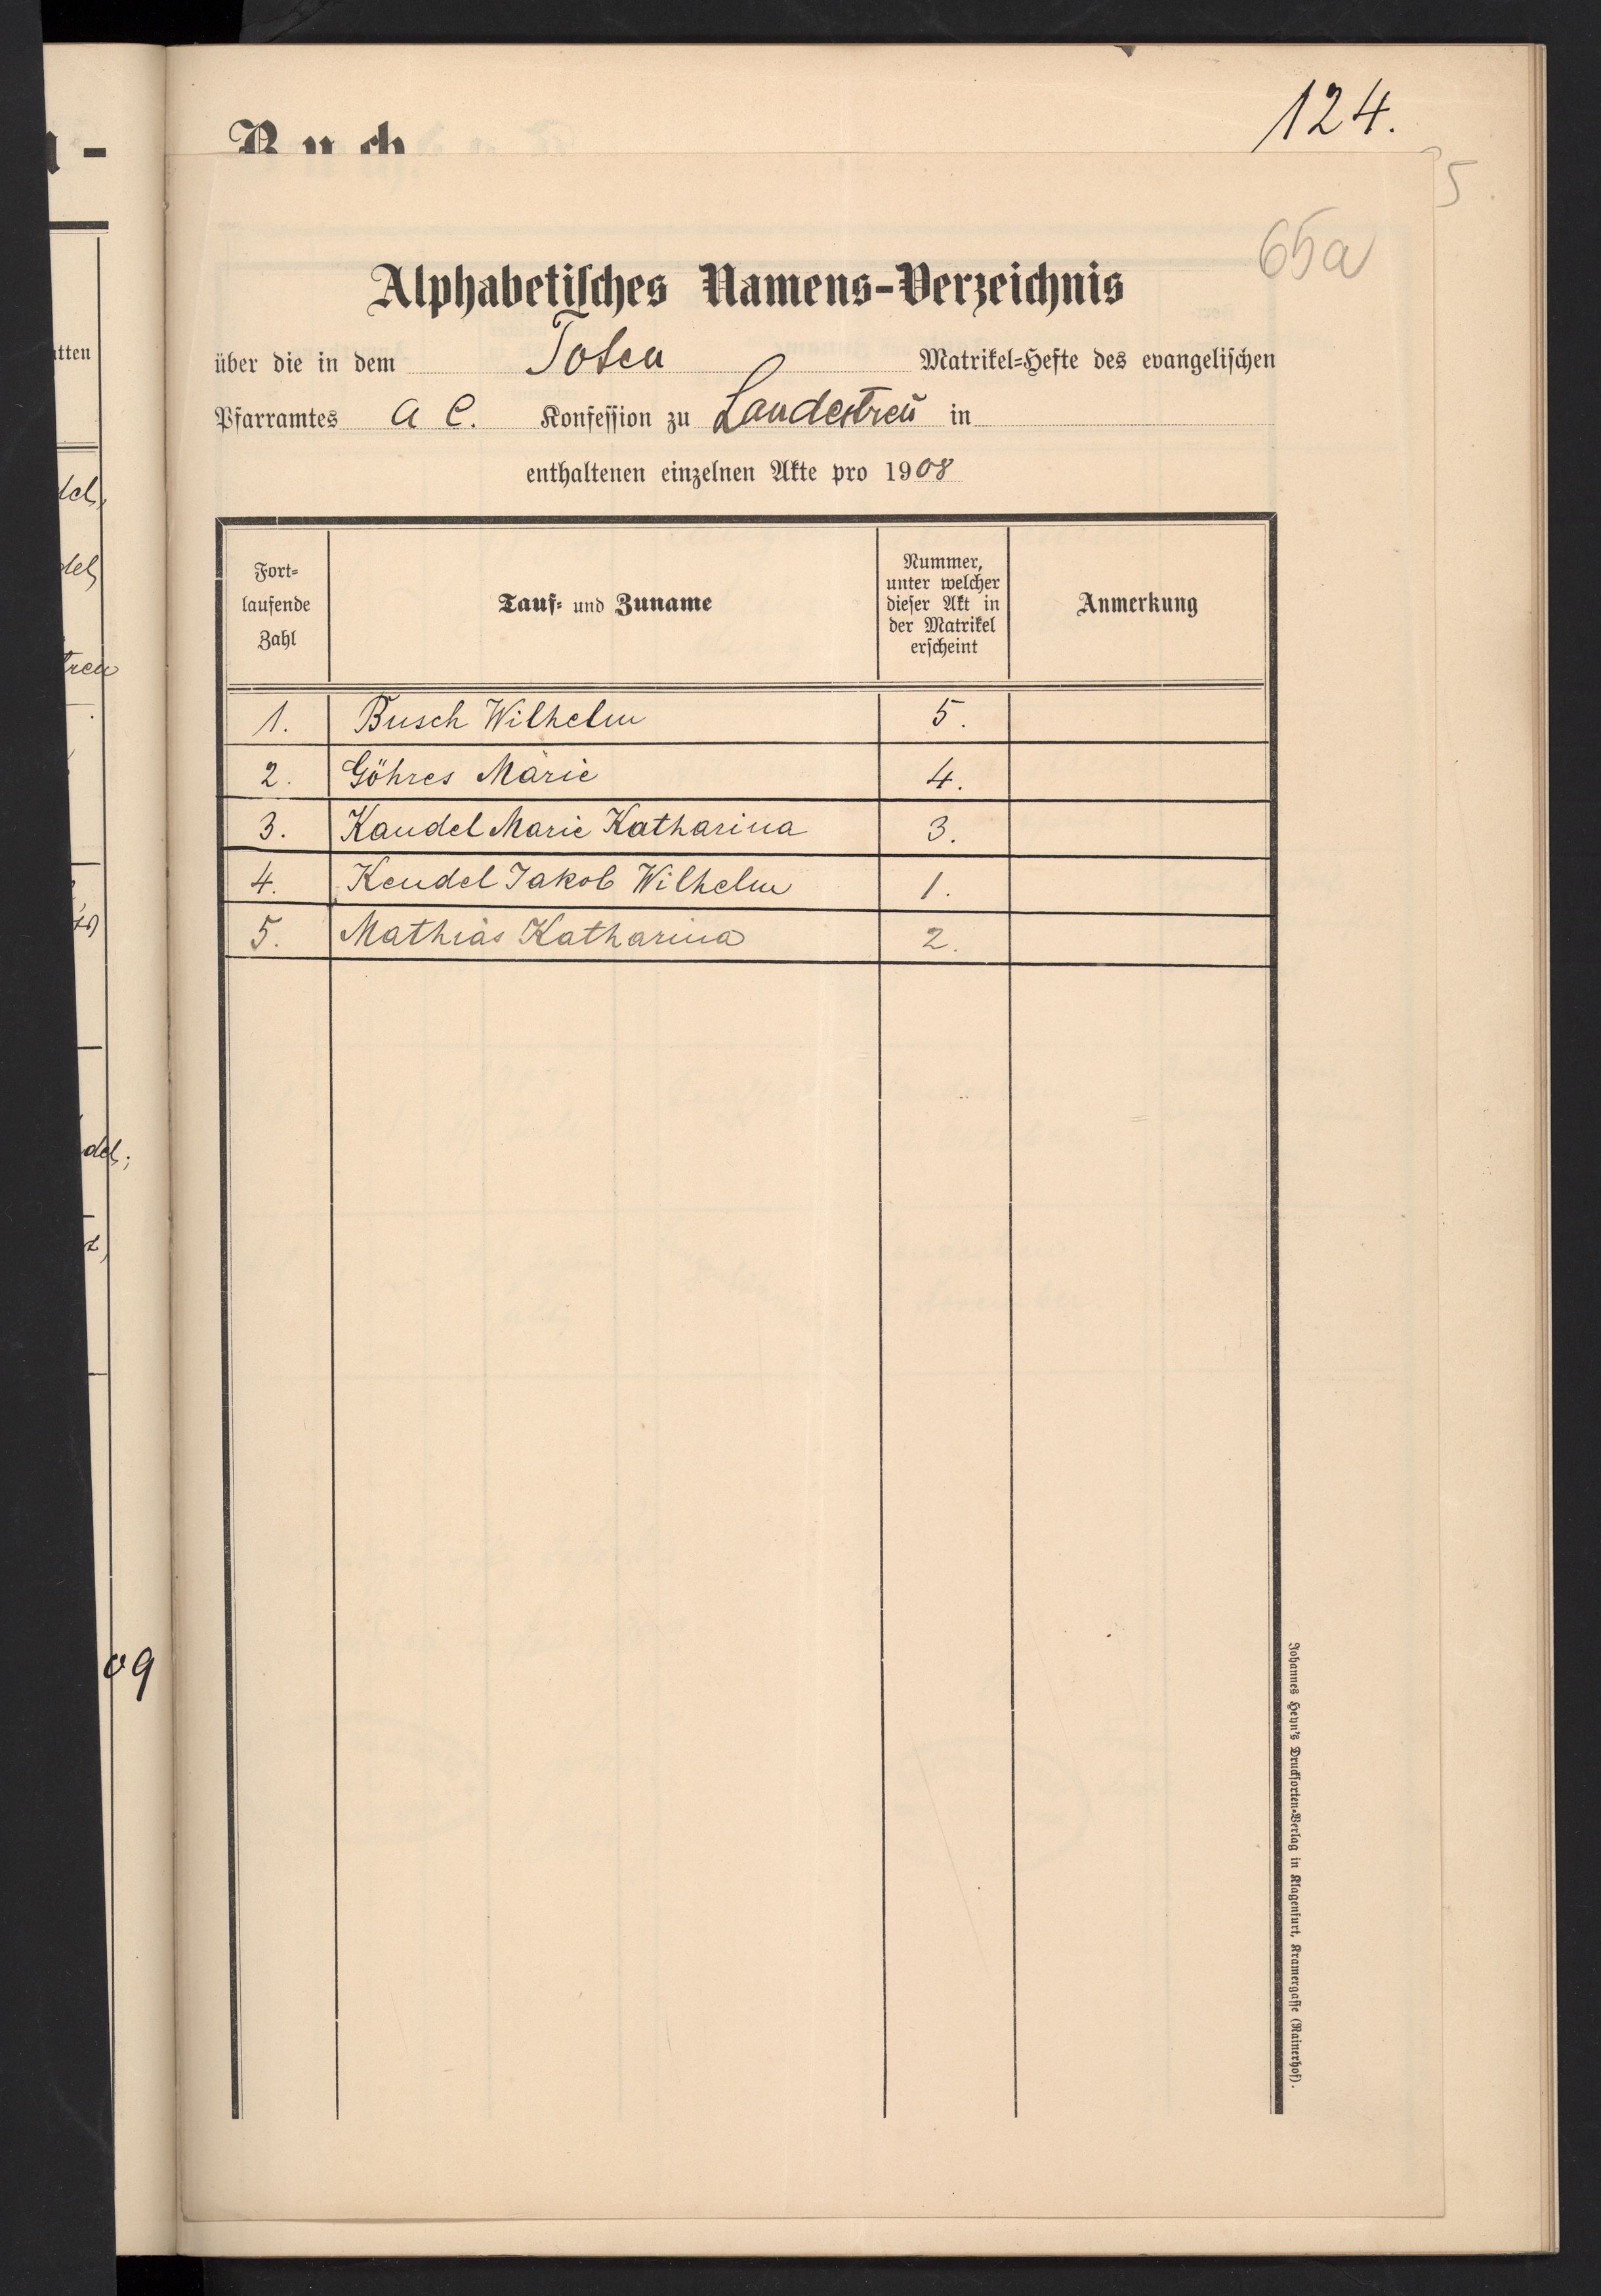 Buch
124.
5
65a
Alphabetisches Namens-Verzeichnis
über die in dem Toten Matrikel-Hefte des evangelischen
Pfarramtes A C. Konfession zu Landestreu in
enthaltenen einzelnen Akte pro 1908
Fort-
laufende
Zahl
Tauf- und Zuname
Nummer,
unter welcher
dieser Akt in
der Matrikel
erscheint
Anmerkung
1. Busch Wilhelm 5.
2. Göhres Marie 4.
3. Kandel Marie Katharina 3.
4. Kendel Jakob Wilhelm 1.
5. Mathias Katharina 2.
Johannes Heyn's Drucksorten-Verlag in Klagenfurt, Kramergasse (Rainerhof).
09